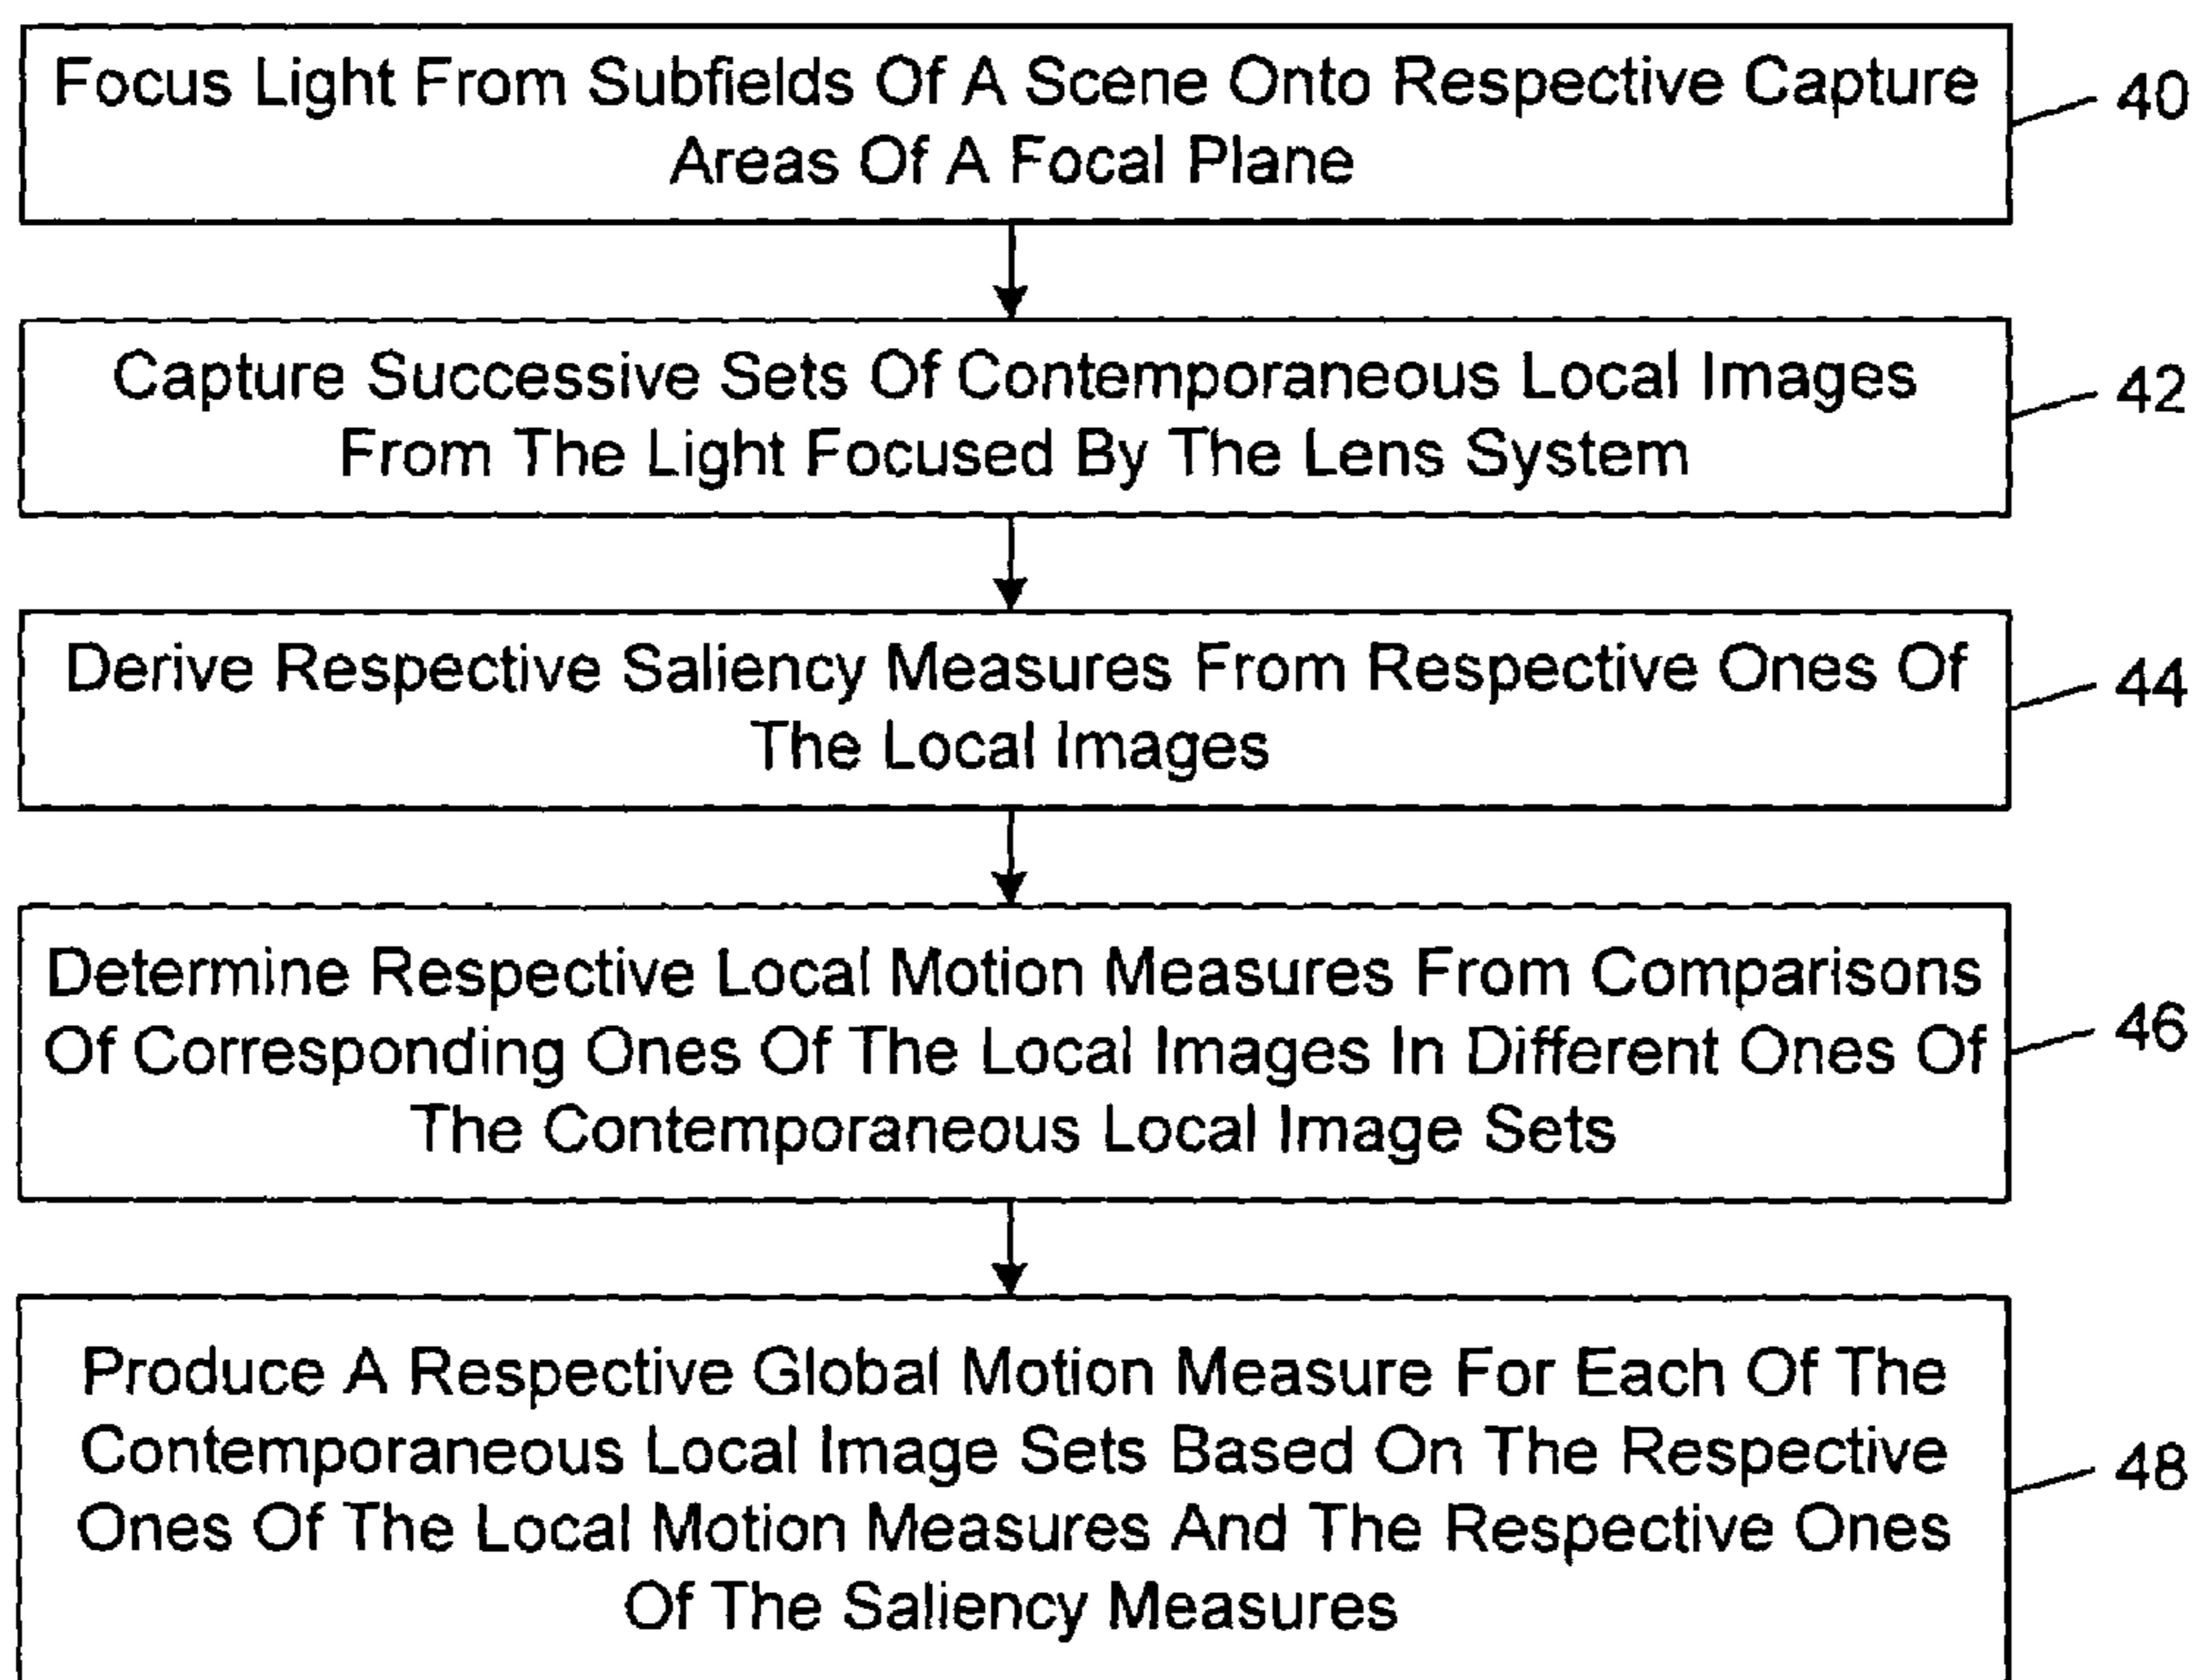 Focus Light From Subfields Of A Scene Onto Respective Capture
Areas Of A Focal Plane
40
Capture Successive Sets Of Contemporaneous Local Images
From The Light Focused By The Lens System
42
Derive Respective Saliency Measures From Respective Ones Of
The Local Images
44
Determine Respective Local Motion Measures From Comparisons
Of Corresponding Ones Of The Local Images In Different Ones Of
The Contemporaneous Local Image Sets
46
Produce A Respective Global Motion Measure For Each Of The
Contemporaneous Local Image Sets Based On The Respective
Ones Of The Local Motion Measures And The Respective Ones
Of The Saliency Measures
48